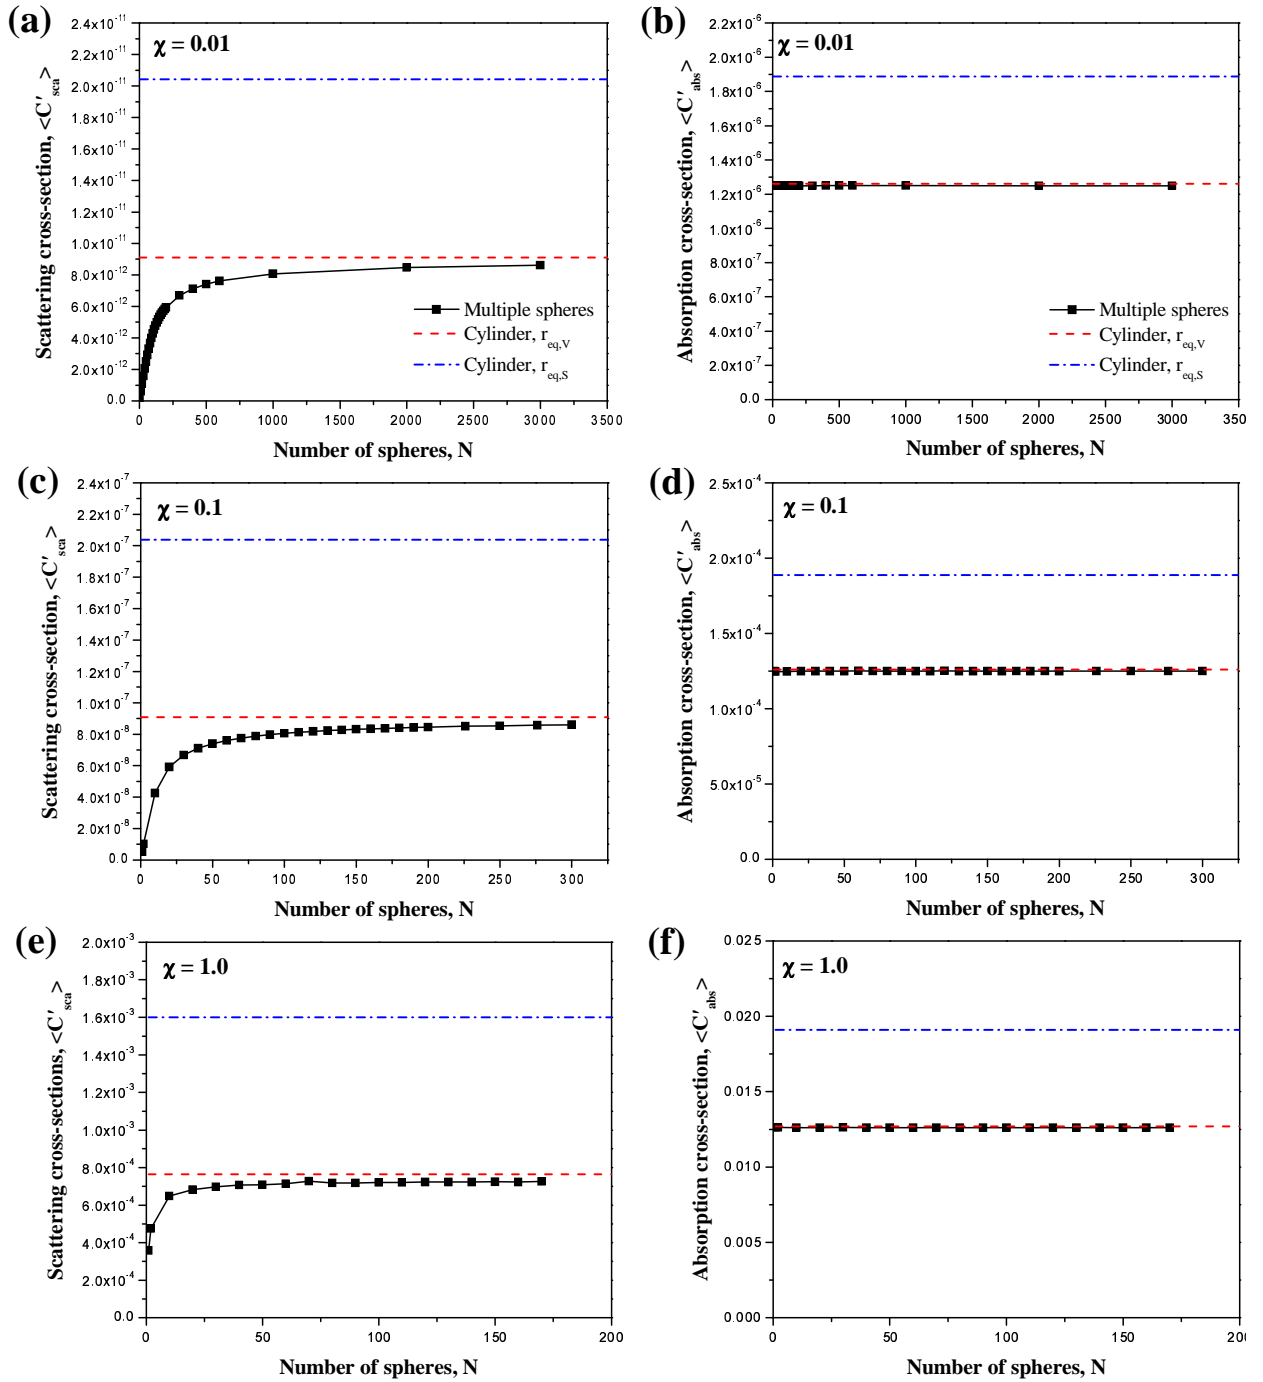 (a)
χ = 0.01
Scattering cross-section, <C′sca>
2.4x10⁻¹¹
2.2x10⁻¹¹
2.0x10⁻¹¹
1.8x10⁻¹¹
1.6x10⁻¹¹
1.4x10⁻¹¹
1.2x10⁻¹¹
1.0x10⁻¹¹
8.0x10⁻¹²
6.0x10⁻¹²
4.0x10⁻¹²
2.0x10⁻¹²
0.0
Multiple spheres
Cylinder, r_eq,V
Cylinder, r_eq,S
0 500 1000 1500 2000 2500 3000 3500
Number of spheres, N
(b)
χ = 0.01
Absorption cross-section, <C′abs>
2.2x10⁻⁶
2.0x10⁻⁶
1.8x10⁻⁶
1.6x10⁻⁶
1.4x10⁻⁶
1.2x10⁻⁶
1.0x10⁻⁶
8.0x10⁻⁷
6.0x10⁻⁷
4.0x10⁻⁷
2.0x10⁻⁷
0.0
Multiple spheres
Cylinder, r_eq,V
Cylinder, r_eq,S
0 500 1000 1500 2000 2500 3000 350
Number of spheres, N
(c)
χ = 0.1
Scattering cross-section, <C′sca>
2.4x10⁻⁷
2.2x10⁻⁷
2.0x10⁻⁷
1.8x10⁻⁷
1.6x10⁻⁷
1.4x10⁻⁷
1.2x10⁻⁷
1.0x10⁻⁷
8.0x10⁻⁸
6.0x10⁻⁸
4.0x10⁻⁸
2.0x10⁻⁸
0.0
0 50 100 150 200 250 300
Number of spheres, N
(d)
χ = 0.1
Absorption cross-section, <C′abs>
2.5x10⁻⁴
2.0x10⁻⁴
1.5x10⁻⁴
1.0x10⁻⁴
5.0x10⁻⁵
0.0
0 50 100 150 200 250 300
Number of spheres, N
(e)
χ = 1.0
Scattering cross-sections, <C′sca>
2.0x10⁻³
1.8x10⁻³
1.6x10⁻³
1.4x10⁻³
1.2x10⁻³
1.0x10⁻³
8.0x10⁻⁴
6.0x10⁻⁴
4.0x10⁻⁴
2.0x10⁻⁴
0.0
0 50 100 150 200
Number of spheres, N
(f)
χ = 1.0
Absorption cross-section, <C′abs>
0.025
0.020
0.015
0.010
0.005
0.000
0 50 100 150 20
Number of spheres, N